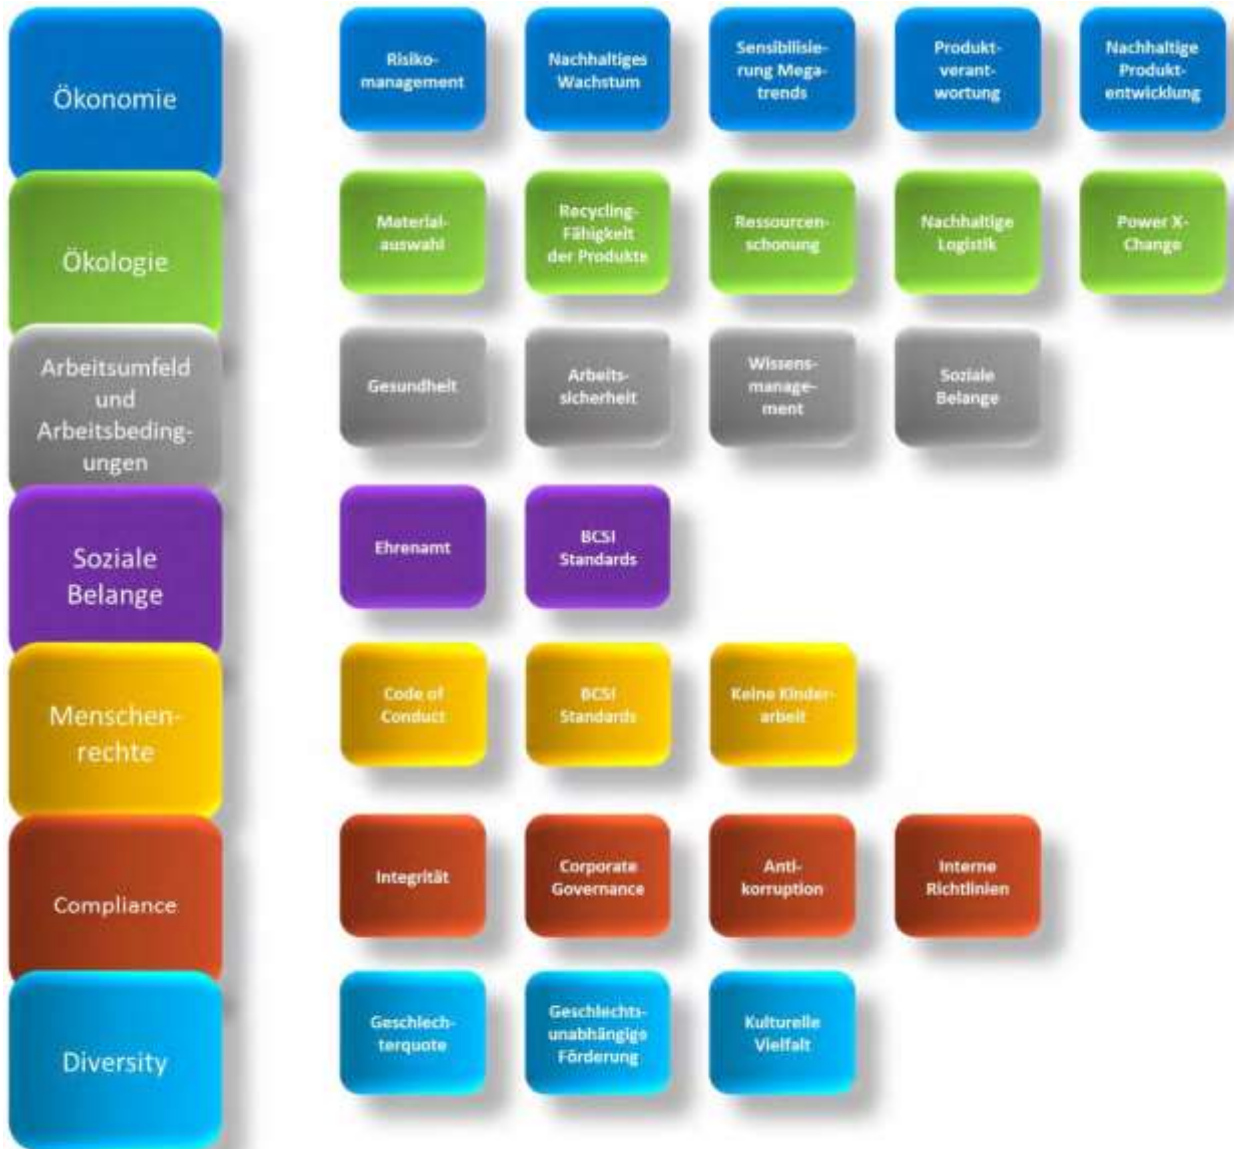 Ökonomie
Risiko-
management
Nachhaltiges
Wachstum
Sensibilisie-
rung Mega-
trends
Produkt-
verant-
wortung
Nachhaltige
Produkt-
entwicklung
Ökologie
Material-
auswahl
Recycling-
Fähigkeit
der Produkte
Ressourcen-
schonung
Nachhaltige
Logistik
Power X-
Change
Arbeitsumfeld
und
Arbeitsbeding-
ungen
Gesundheit
Arbeits-
sicherheit
Wissens-
manage-
ment
Soziale
Belange
Soziale
Belange
Ehrenamt
BCSI
Standards
Menschen-
rechte
Code of
Conduct
BCSI
Standards
Keine Kinder-
arbeit
Compliance
Integrität
Corporate
Governance
Anti-
korruption
Interne
Richtlinien
Diversity
Geschlech-
terquote
Geschlechts-
unabhängige
Förderung
Kulturelle
Vielfalt